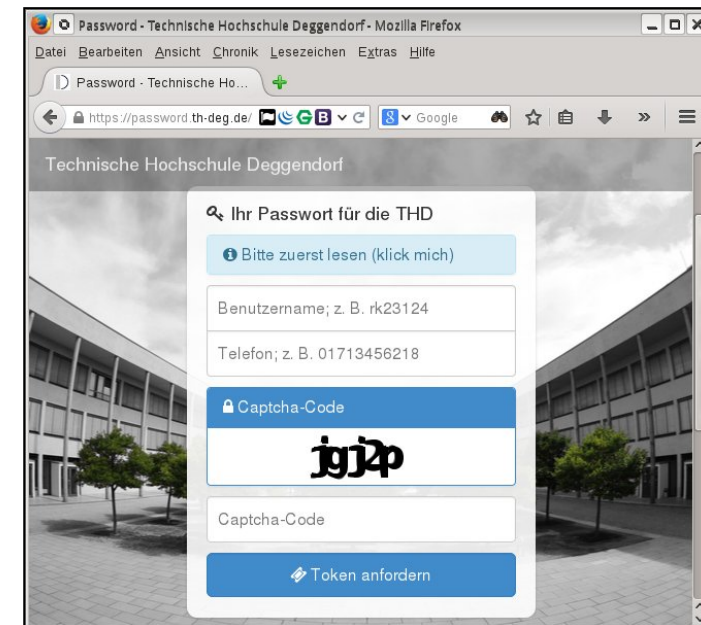 Password - Technische Hochschule Deggendorf - Mozilla Firefox
Datei Bearbeiten Ansicht Chronik Lesezeichen Extras Hilfe
Password - Technische Ho...
https://password.th-deg.de/ Google
Technische Hochschule Deggendorf
Ihr Passwort für die THD
Bitte zuerst lesen (klick mich)
Benutzername; z. B. rk23124
Telefon; z. B. 01713456218
Captcha-Code
jgj2p
Captcha-Code
Token anfordern